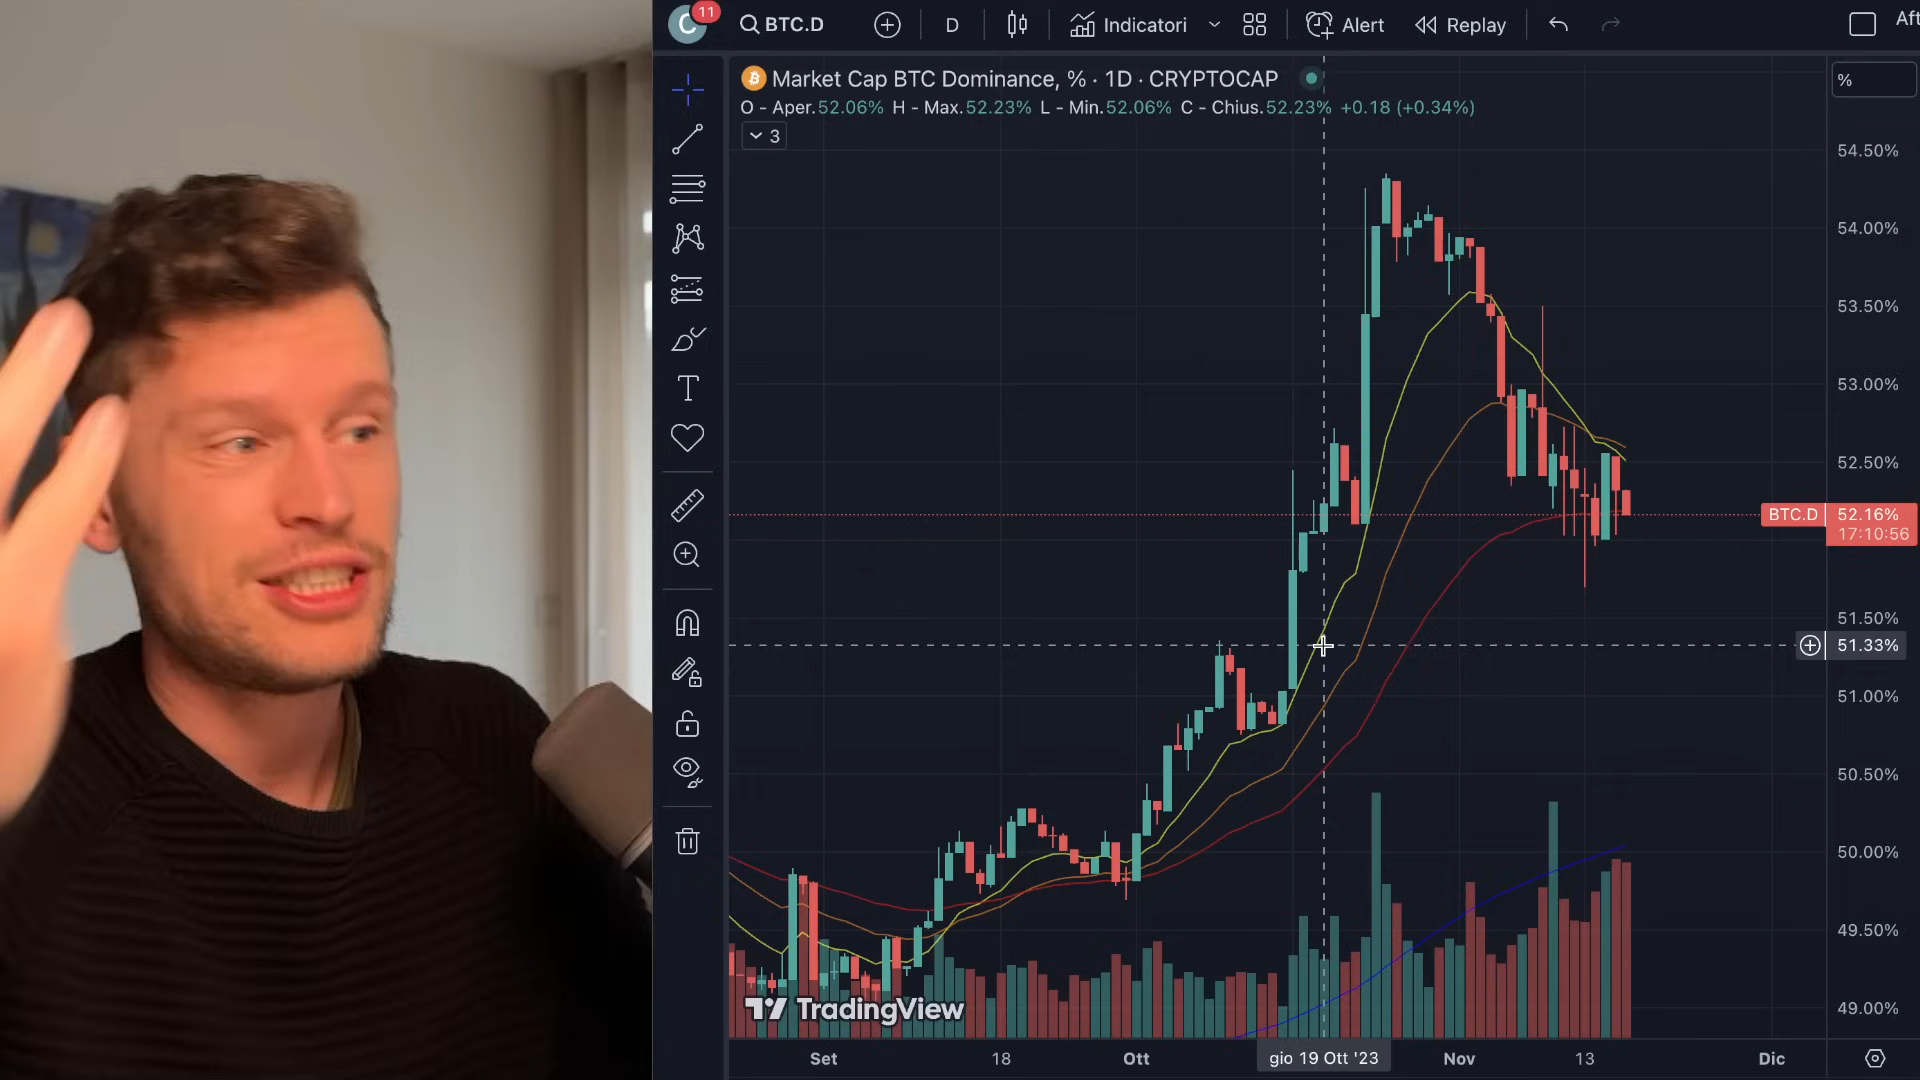 C 11 BTC.D D Indicatori Alert Replay
Market Cap BTC Dominance, % · 1D · CRYPTOCAP
O - Aper.52.06% H - Max.52.23% L - Min.52.06% C - Chius.52.23% +0.18 (+0.34%)
3
%
54.50%
54.00%
53.50%
53.00%
52.50%
BTC.D 52.16%
17:10:56
51.50%
51.33%
51.00%
50.50%
50.00%
49.50%
49.00%
TradingView
Set 18 Ott gio 19 Ott '23 Nov 13 Dic